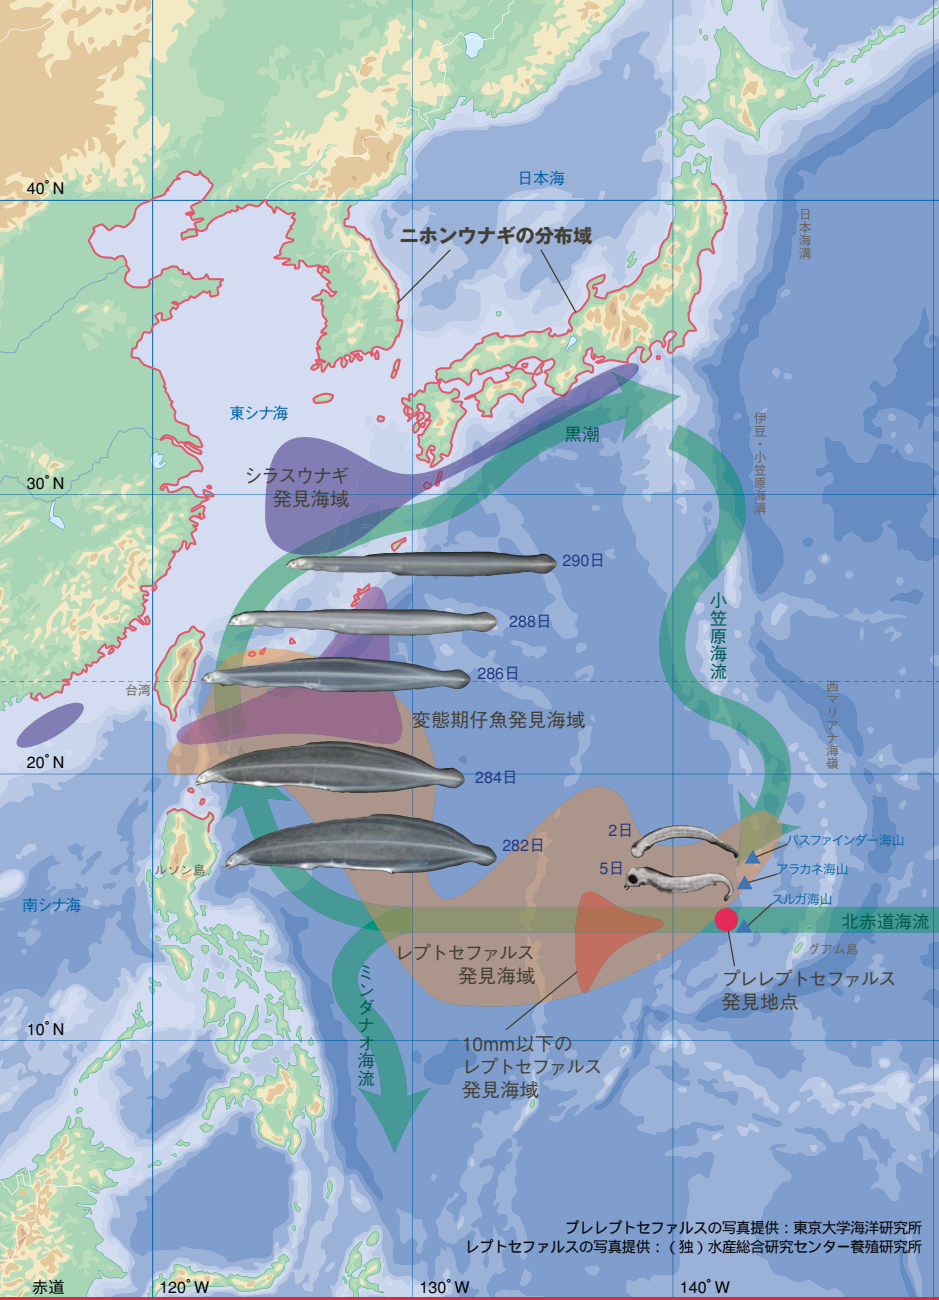 日本海
40°N
日本海溝
ニホンウナギの分布域
東シナ海
黒潮
伊豆・小笠原海溝
シラスウナギ
発見海域
30°N
290日
小笠原海流
288日
286日
台湾
西マリアナ海嶺
変態期仔魚発見海域
20°N
284日
2日
パスファインダー海山
282日
5日
アラカネ海山
ルソン島
スルガ海山
南シナ海
北赤道海流
レプトセファルス
発見海域
グアム島
ミンダナオ海流
プレレプトセファルス
発見地点
10°N
10mm以下の
レプトセファルス
発見海域
プレレプトセファルスの写真提供：東京大学海洋研究所
レプトセファルスの写真提供：（独）水産総合研究センター養殖研究所
赤道
120°W
130°W
140°W